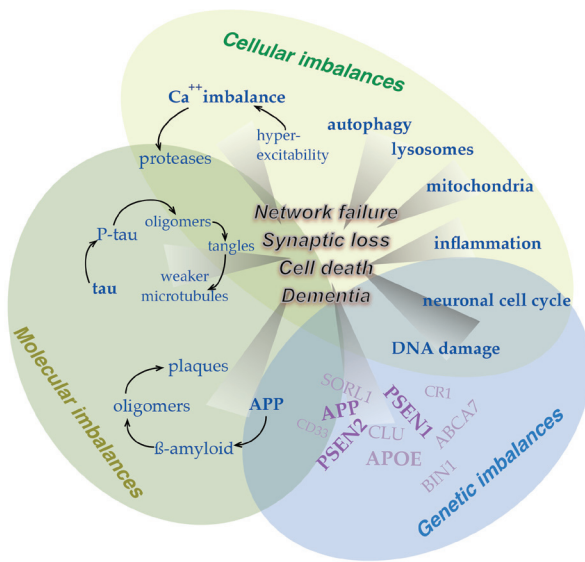 Cellular imbalances
Ca++ imbalance
hyper-
excitability
proteases
autophagy
lysosomes
mitochondria
inflammation
neuronal cell cycle
DNA damage
Network failure
Synaptic loss
Cell death
Dementia
P-tau
oligomers
tangles
weaker
microtubules
tau
plaques
oligomers
APP
ß-amyloid
Molecular imbalances
SORL1
PSEN1
CR1
APP
CD33
PSEN2
CLU
ABCA7
APOE
BIN1
Genetic imbalances